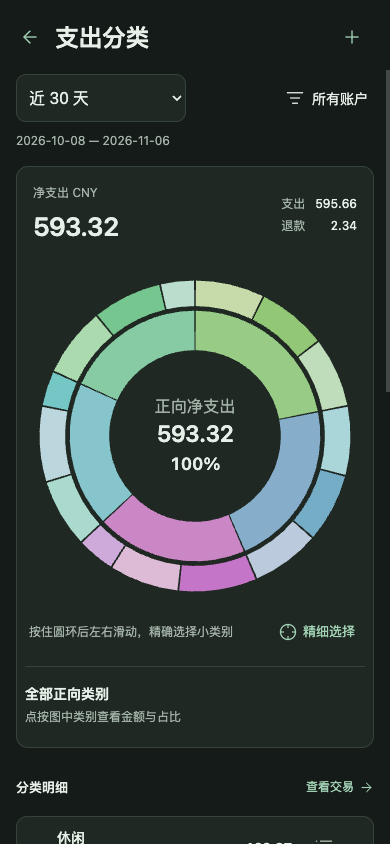 支出分类
近 30 天
所有账户
2026-10-08 — 2026-11-06
净支出 CNY
593.32
支出 595.66
退款 2.34
正向净支出
593.32
100%
按住圆环后左右滑动，精确选择小类别
精细选择
全部正向类别
点按图中类别查看金额与占比
分类明细
查看交易
休闲